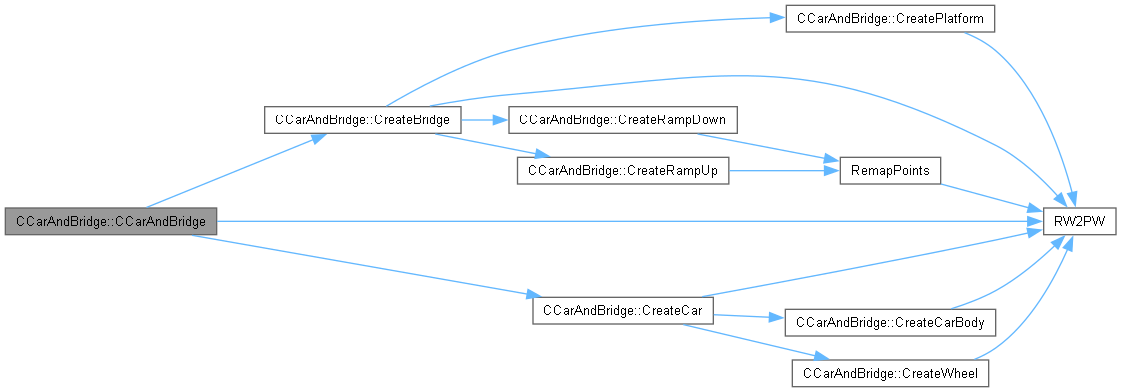 CCarAndBridge::CreatePlatform
CCarAndBridge::CreateBridge
CCarAndBridge::CreateRampDown
CCarAndBridge::CreateRampUp
RemapPoints
CCarAndBridge::CCarAndBridge
RW2PW
CCarAndBridge::CreateCar
CCarAndBridge::CreateCarBody
CCarAndBridge::CreateWheel